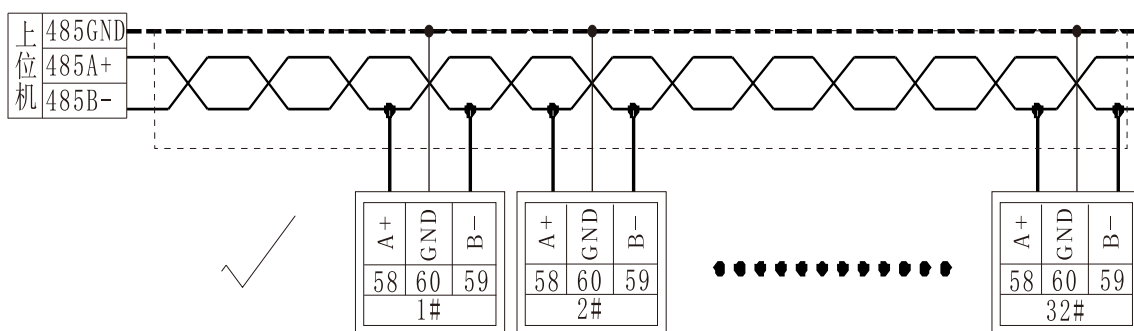 上位机
485GND
485A+
485B-
A+ GND B-
58 60 59
1#
A+ GND B-
58 60 59
2#
A+ GND B-
58 60 59
32#